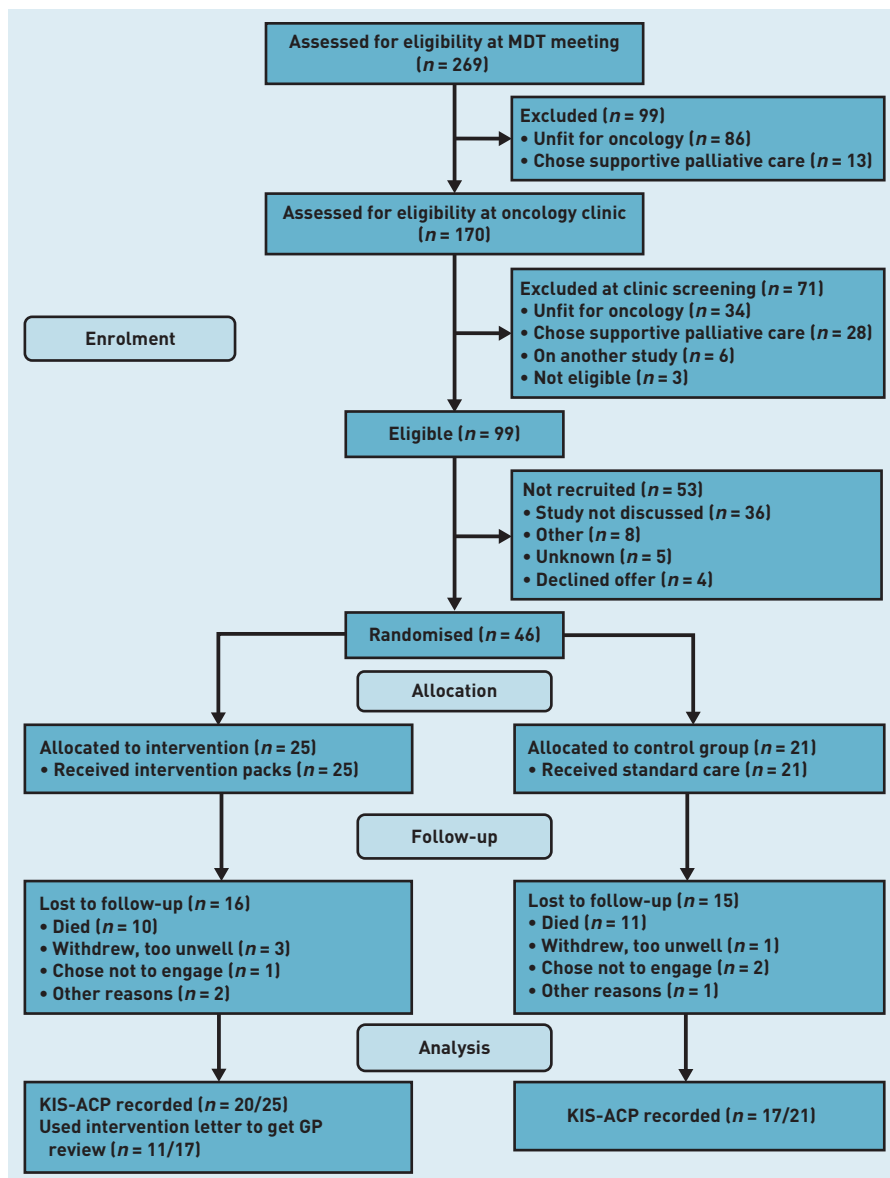 Assessed for eligibility at MDT meeting
(n = 269)
Excluded (n = 99)
• Unfit for oncology (n = 86)
• Chose supportive palliative care (n = 13)
Assessed for eligibility at oncology clinic
(n = 170)
Excluded at clinic screening (n = 71)
• Unfit for oncology (n = 34)
• Chose supportive palliative care (n = 28)
• On another study (n = 6)
• Not eligible (n = 3)
Enrolment
Eligible (n = 99)
Not recruited (n = 53)
• Study not discussed (n = 36)
• Other (n = 8)
• Unknown (n = 5)
• Declined offer (n = 4)
Randomised (n = 46)
Allocation
Allocated to intervention (n = 25)
• Received intervention packs (n = 25)
Allocated to control group (n = 21)
• Received standard care (n = 21)
Follow-up
Lost to follow-up (n = 16)
• Died (n = 10)
• Withdrew, too unwell (n = 3)
• Chose not to engage (n = 1)
• Other reasons (n = 2)
Lost to follow-up (n = 15)
• Died (n = 11)
• Withdrew, too unwell (n = 1)
• Chose not to engage (n = 2)
• Other reasons (n = 1)
Analysis
KIS-ACP recorded (n = 20/25)
Used intervention letter to get GP
review (n = 11/17)
KIS-ACP recorded (n = 17/21)